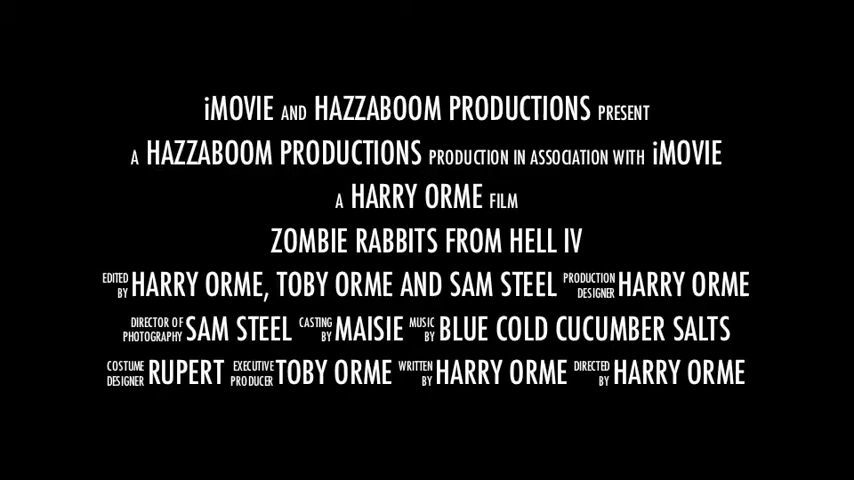 iMOVIE AND HAZZABOOM PRODUCTIONS PRESENT
A HAZZABOOM PRODUCTIONS PRODUCTION IN ASSOCIATION WITH iMOVIE
A HARRY ORME FILM
ZOMBIE RABBITS FROM HELL IV
EDITED BY HARRY ORME, TOBY ORME AND SAM STEEL PRODUCTION DESIGNER HARRY ORME
DIRECTOR OF PHOTOGRAPHY SAM STEEL CASTING BY MAISIE MUSIC BY BLUE COLD CUCUMBER SALTS
COSTUME DESIGNER RUPERT EXECUTIVE PRODUCER TOBY ORME WRITTEN BY HARRY ORME DIRECTED BY HARRY ORME